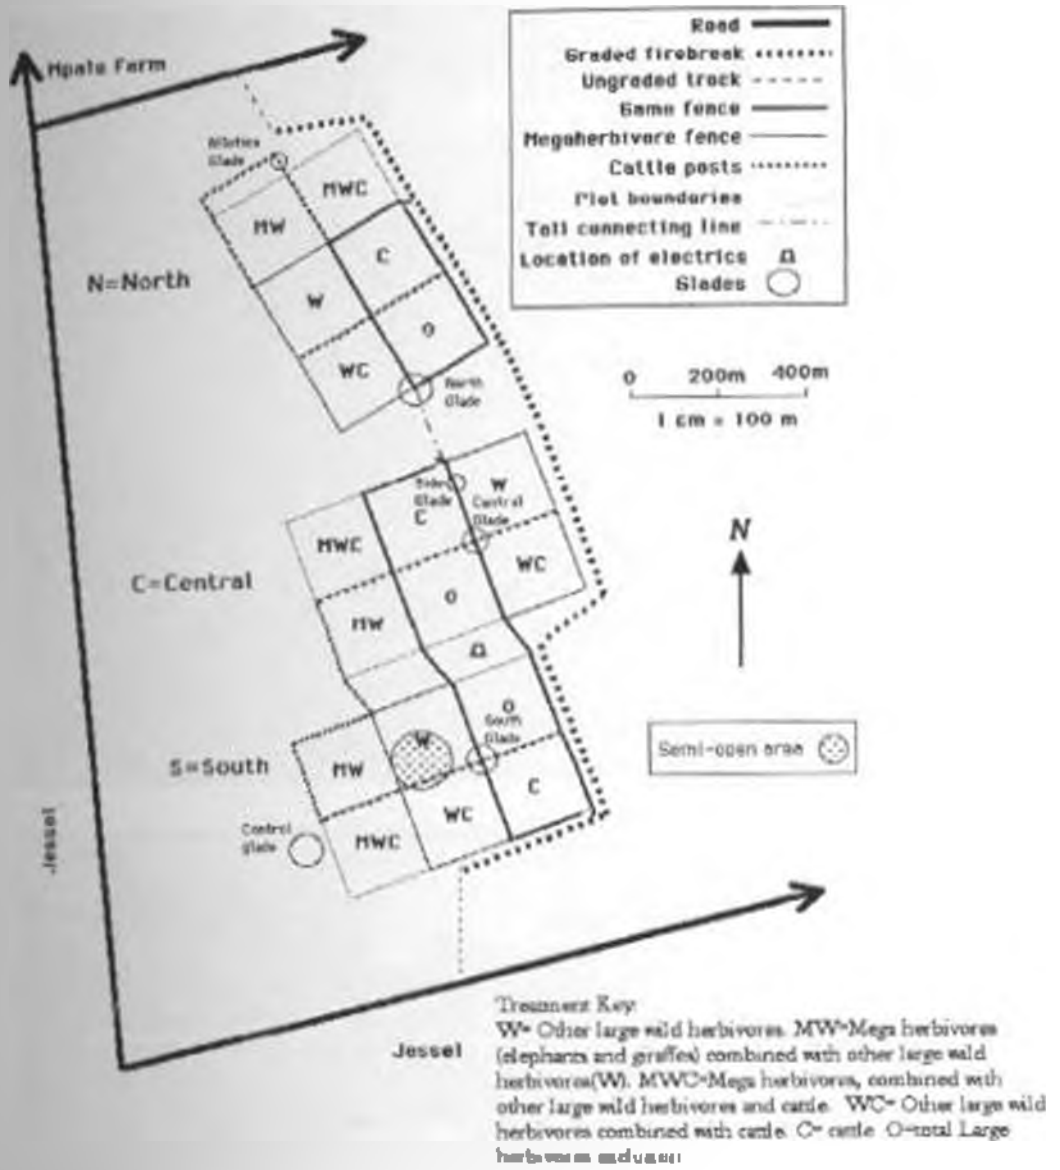 Mpala Farm
Road
Graded firebreak
Ungraded track
Game fence
Megaherbivore fence
Cattle posts
Plot boundaries
Tall connecting line
Location of electrics
Glades
Glade
MWC
MW
C
N=North
W
O
WC
North
Glade
0 200m 400m
1 cm = 100 m
Glade
W
Central
Glade
C
MWC
WC
N
C=Central
O
MW
O
South
Glade
W
Semi-open area
S=South
MW
C
WC
Control
glade
MWC
Jessel
Jessel
Treatment Key:
W= Other large wild herbivores. MW=Mega herbivores
(elephants and giraffes) combined with other large wild
herbivores(W). MWC=Mega herbivores, combined with
other large wild herbivores and cattle. WC= Other large wild
herbivores combined with cattle. C= cattle. O=total Large
herbivores